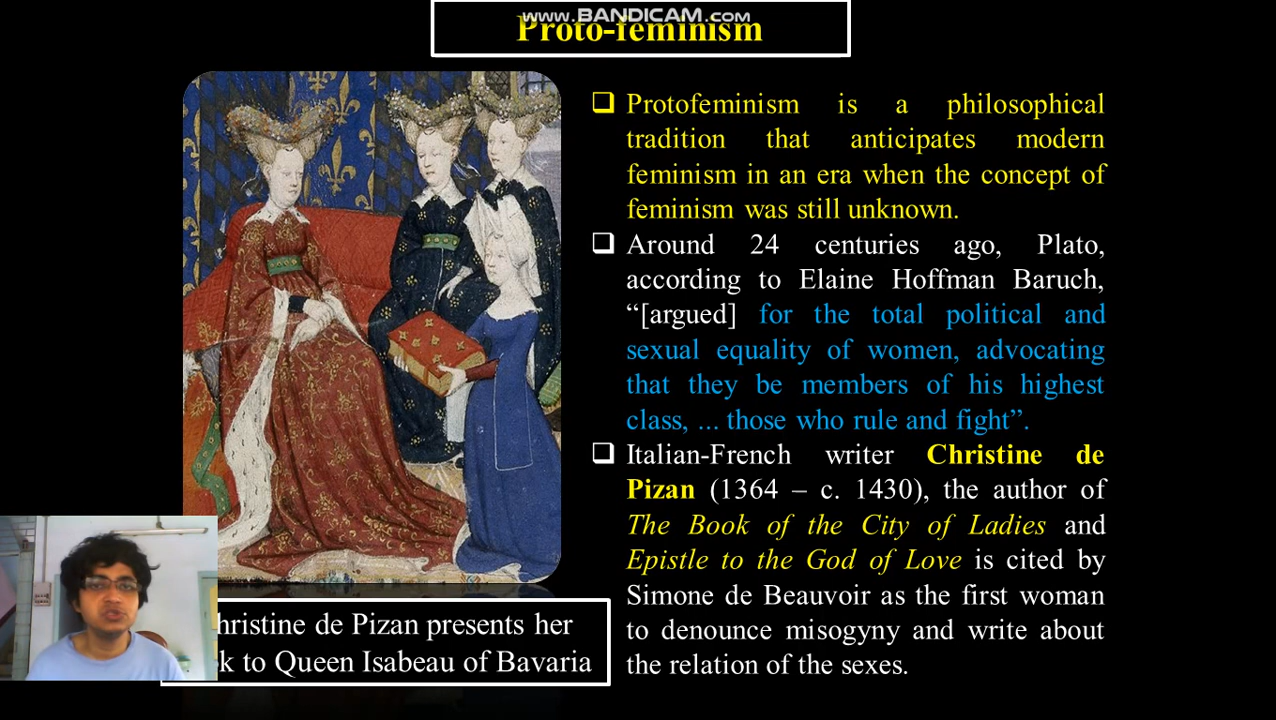 www.BANDICAM.com
Proto-feminism
❑ Protofeminism is a philosophical
tradition that anticipates modern
feminism in an era when the concept of
feminism was still unknown.
❑ Around 24 centuries ago, Plato,
according to Elaine Hoffman Baruch,
“[argued] for the total political and
sexual equality of women, advocating
that they be members of his highest
class, ... those who rule and fight”.
❑ Italian-French writer Christine de
Pizan (1364 – c. 1430), the author of
The Book of the City of Ladies and
Epistle to the God of Love is cited by
Simone de Beauvoir as the first woman
to denounce misogyny and write about
the relation of the sexes.
hristine de Pizan presents her
k to Queen Isabeau of Bavaria